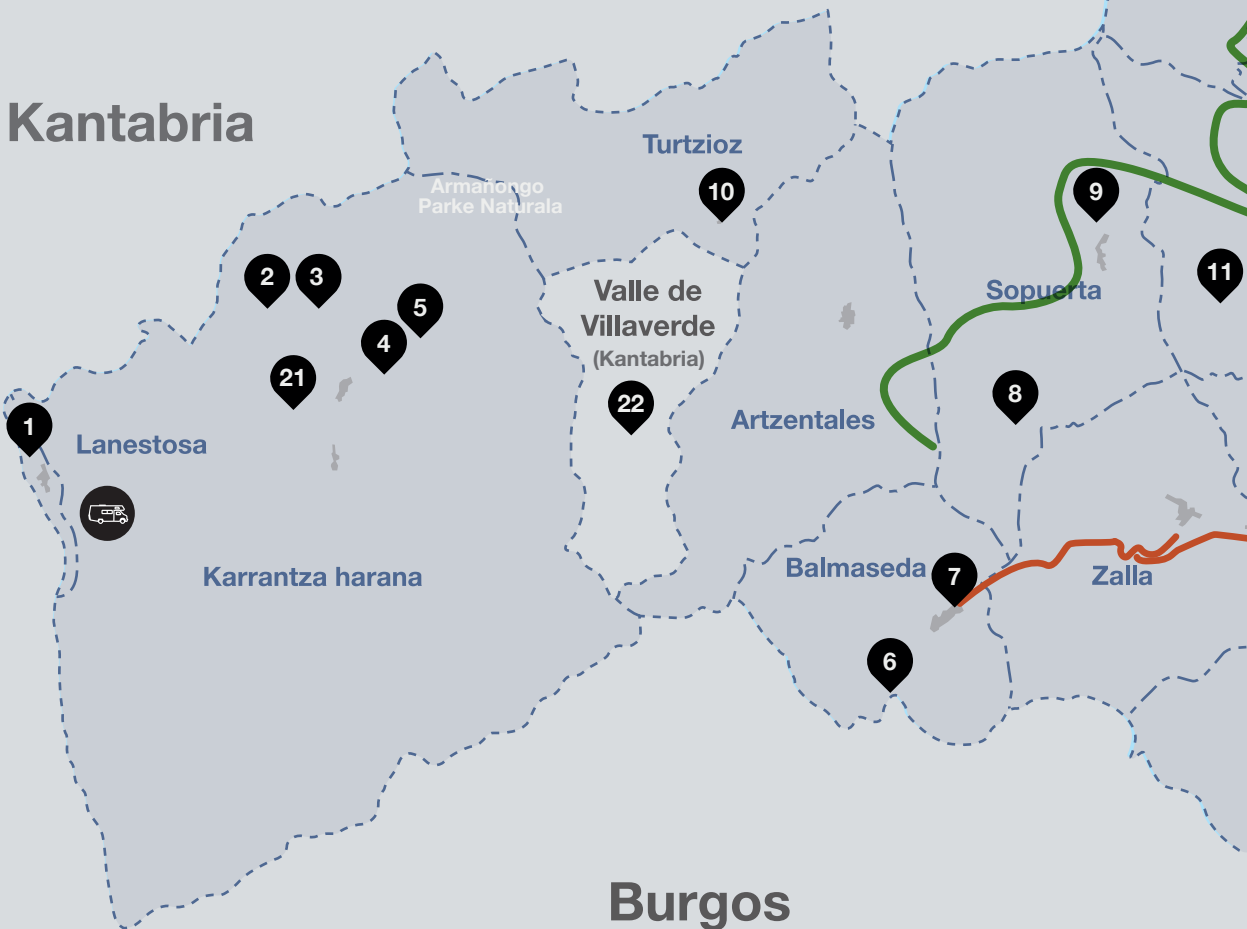 Kantabria
Turtzioz
Armañongo
Parke Naturala
10
9
2
3
5
4
21
Valle de
Villaverde
(Kantabria)
22
Sopuerta
11
8
1
Lanestosa
Artzentales
Karrantza harana
Balmaseda
7
Zalla
6
Burgos